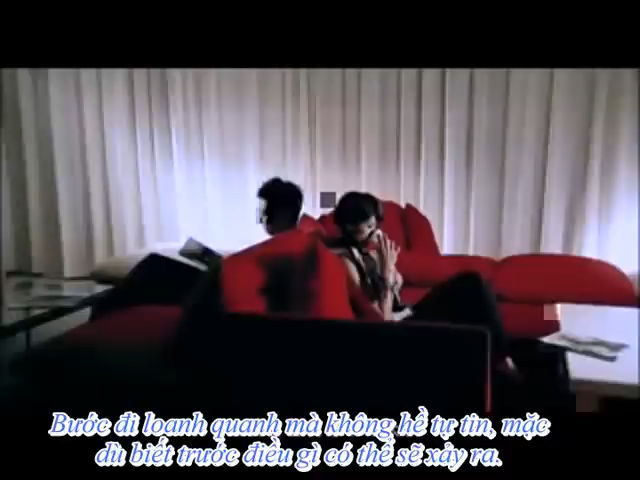 Bước đi loanh quanh mà không hề tự tin, mặc
dù biết trước điều gì có thể sẽ xảy ra.